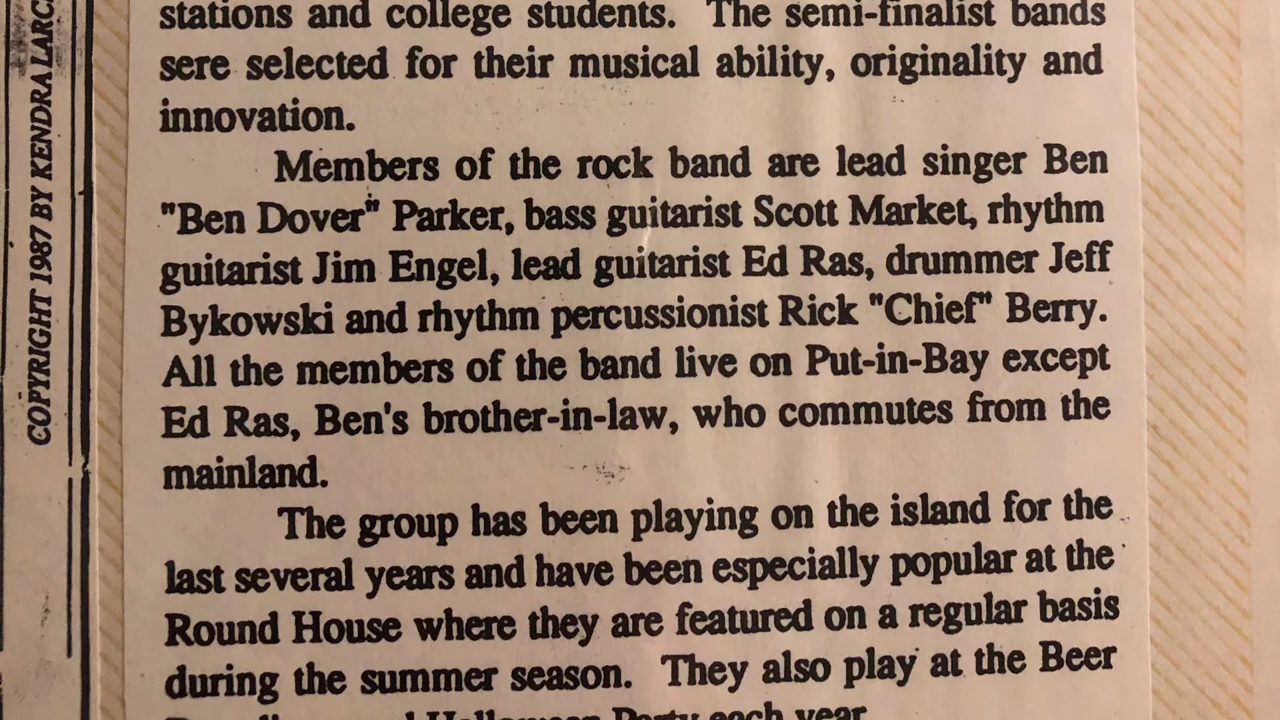 COPYRIGHT 1987 BY KENDRA
stations and college students. The semi-finalist bands
sere selected for their musical ability, originality and
innovation.
Members of the rock band are lead singer Ben
"Ben Dover" Parker, bass guitarist Scott Market, rhythm
guitarist Jim Engel, lead guitarist Ed Ras, drummer Jeff
Bykowski and rhythm percussionist Rick "Chief" Berry.
All the members of the band live on Put-in-Bay except
Ed Ras, Ben's brother-in-law, who commutes from the
mainland.
The group has been playing on the island for the
last several years and have been especially popular at the
Round House where they are featured on a regular basis
during the summer season. They also play at the Beer
Party each year